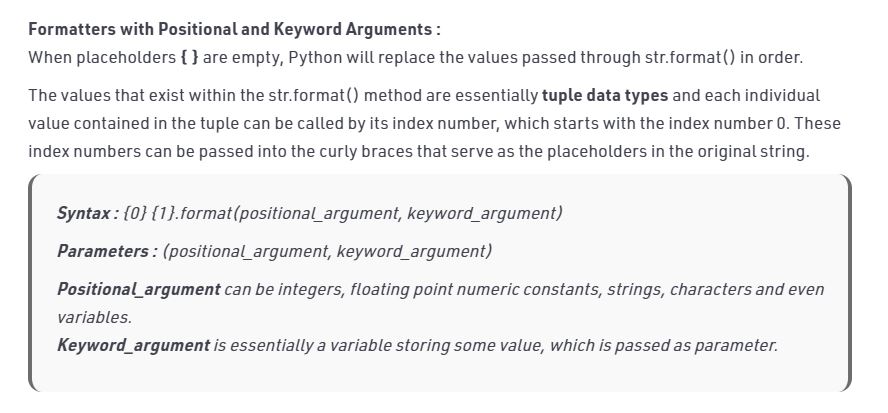 Formatters with Positional and Keyword Arguments :
When placeholders { } are empty, Python will replace the values passed through str.format() in order.
The values that exist within the str.format() method are essentially tuple data types and each individual
value contained in the tuple can be called by its index number, which starts with the index number 0. These
index numbers can be passed into the curly braces that serve as the placeholders in the original string.
Syntax : {0} {1}.format(positional_argument, keyword_argument)
Parameters : (positional_argument, keyword_argument)
Positional_argument can be integers, floating point numeric constants, strings, characters and even
variables.
Keyword_argument is essentially a variable storing some value, which is passed as parameter.